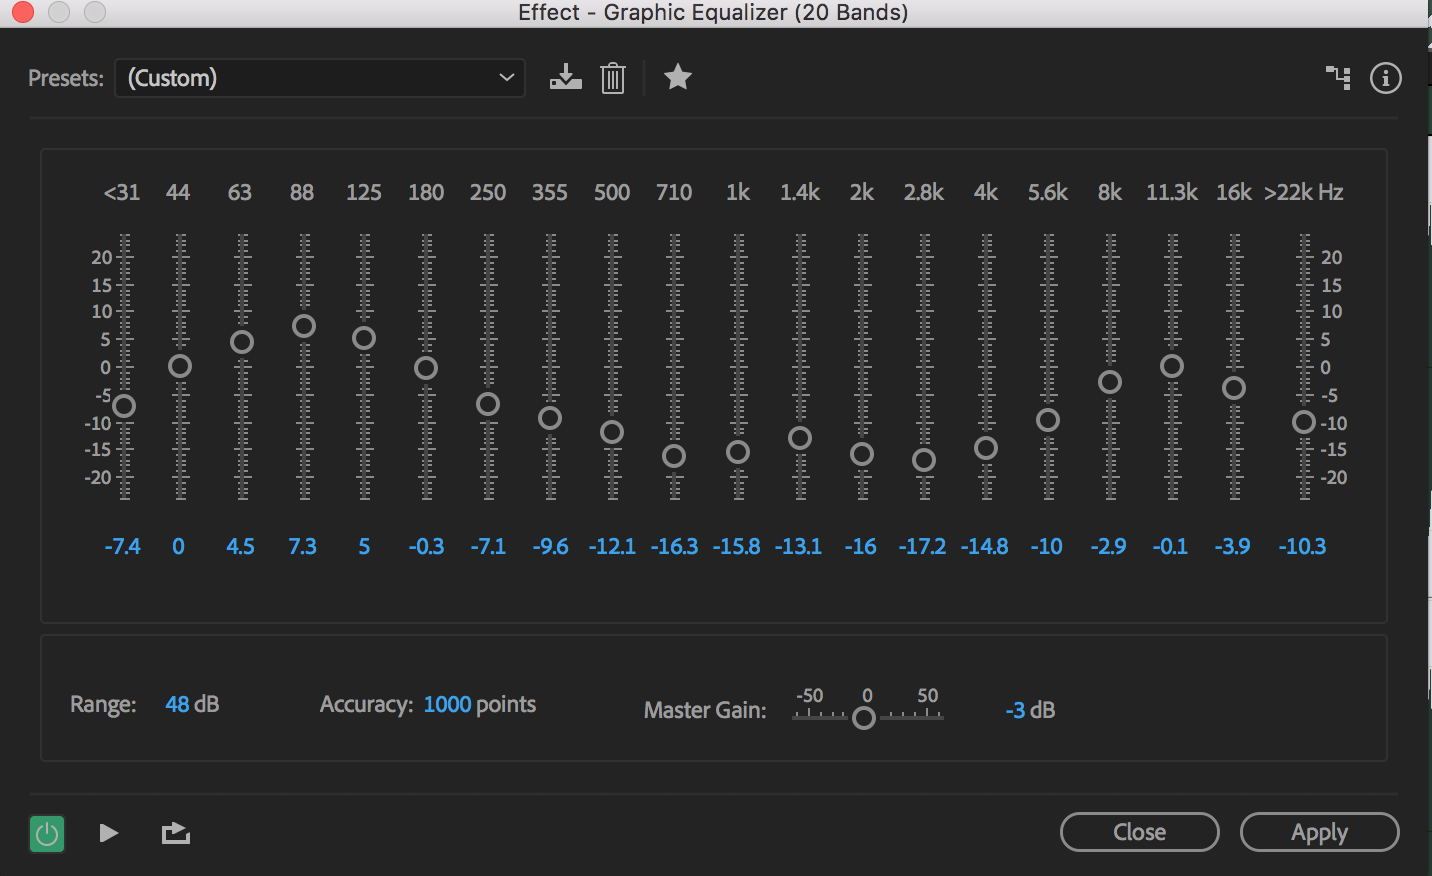 Effect - Graphic Equalizer (20 Bands)
Presets: (Custom)
<31 44 63 88 125 180 250 355 500 710 1k 1.4k 2k 2.8k 4k 5.6k 8k 11.3k 16k >22k Hz
20 20
15 15
10 10
5 5
0 0
-5 -5
-10 -10
-15 -15
-20 -20
-7.4 0 4.5 7.3 5 -0.3 -7.1 -9.6 -12.1 -16.3 -15.8 -13.1 -16 -17.2 -14.8 -10 -2.9 -0.1 -3.9 -10.3
-50 0 50
Range: 48 dB Accuracy: 1000 points Master Gain: -3 dB
Close Apply